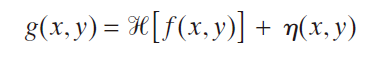 g(x, y) = ℋ[f(x, y)] + η(x, y)